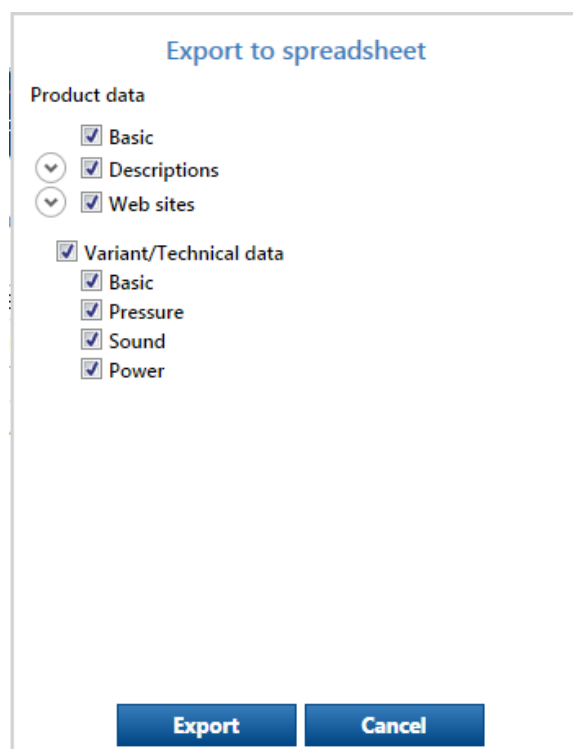 Export to spreadsheet
Product data
Basic
Descriptions
Web sites
Variant/Technical data
Basic
Pressure
Sound
Power
Export Cancel